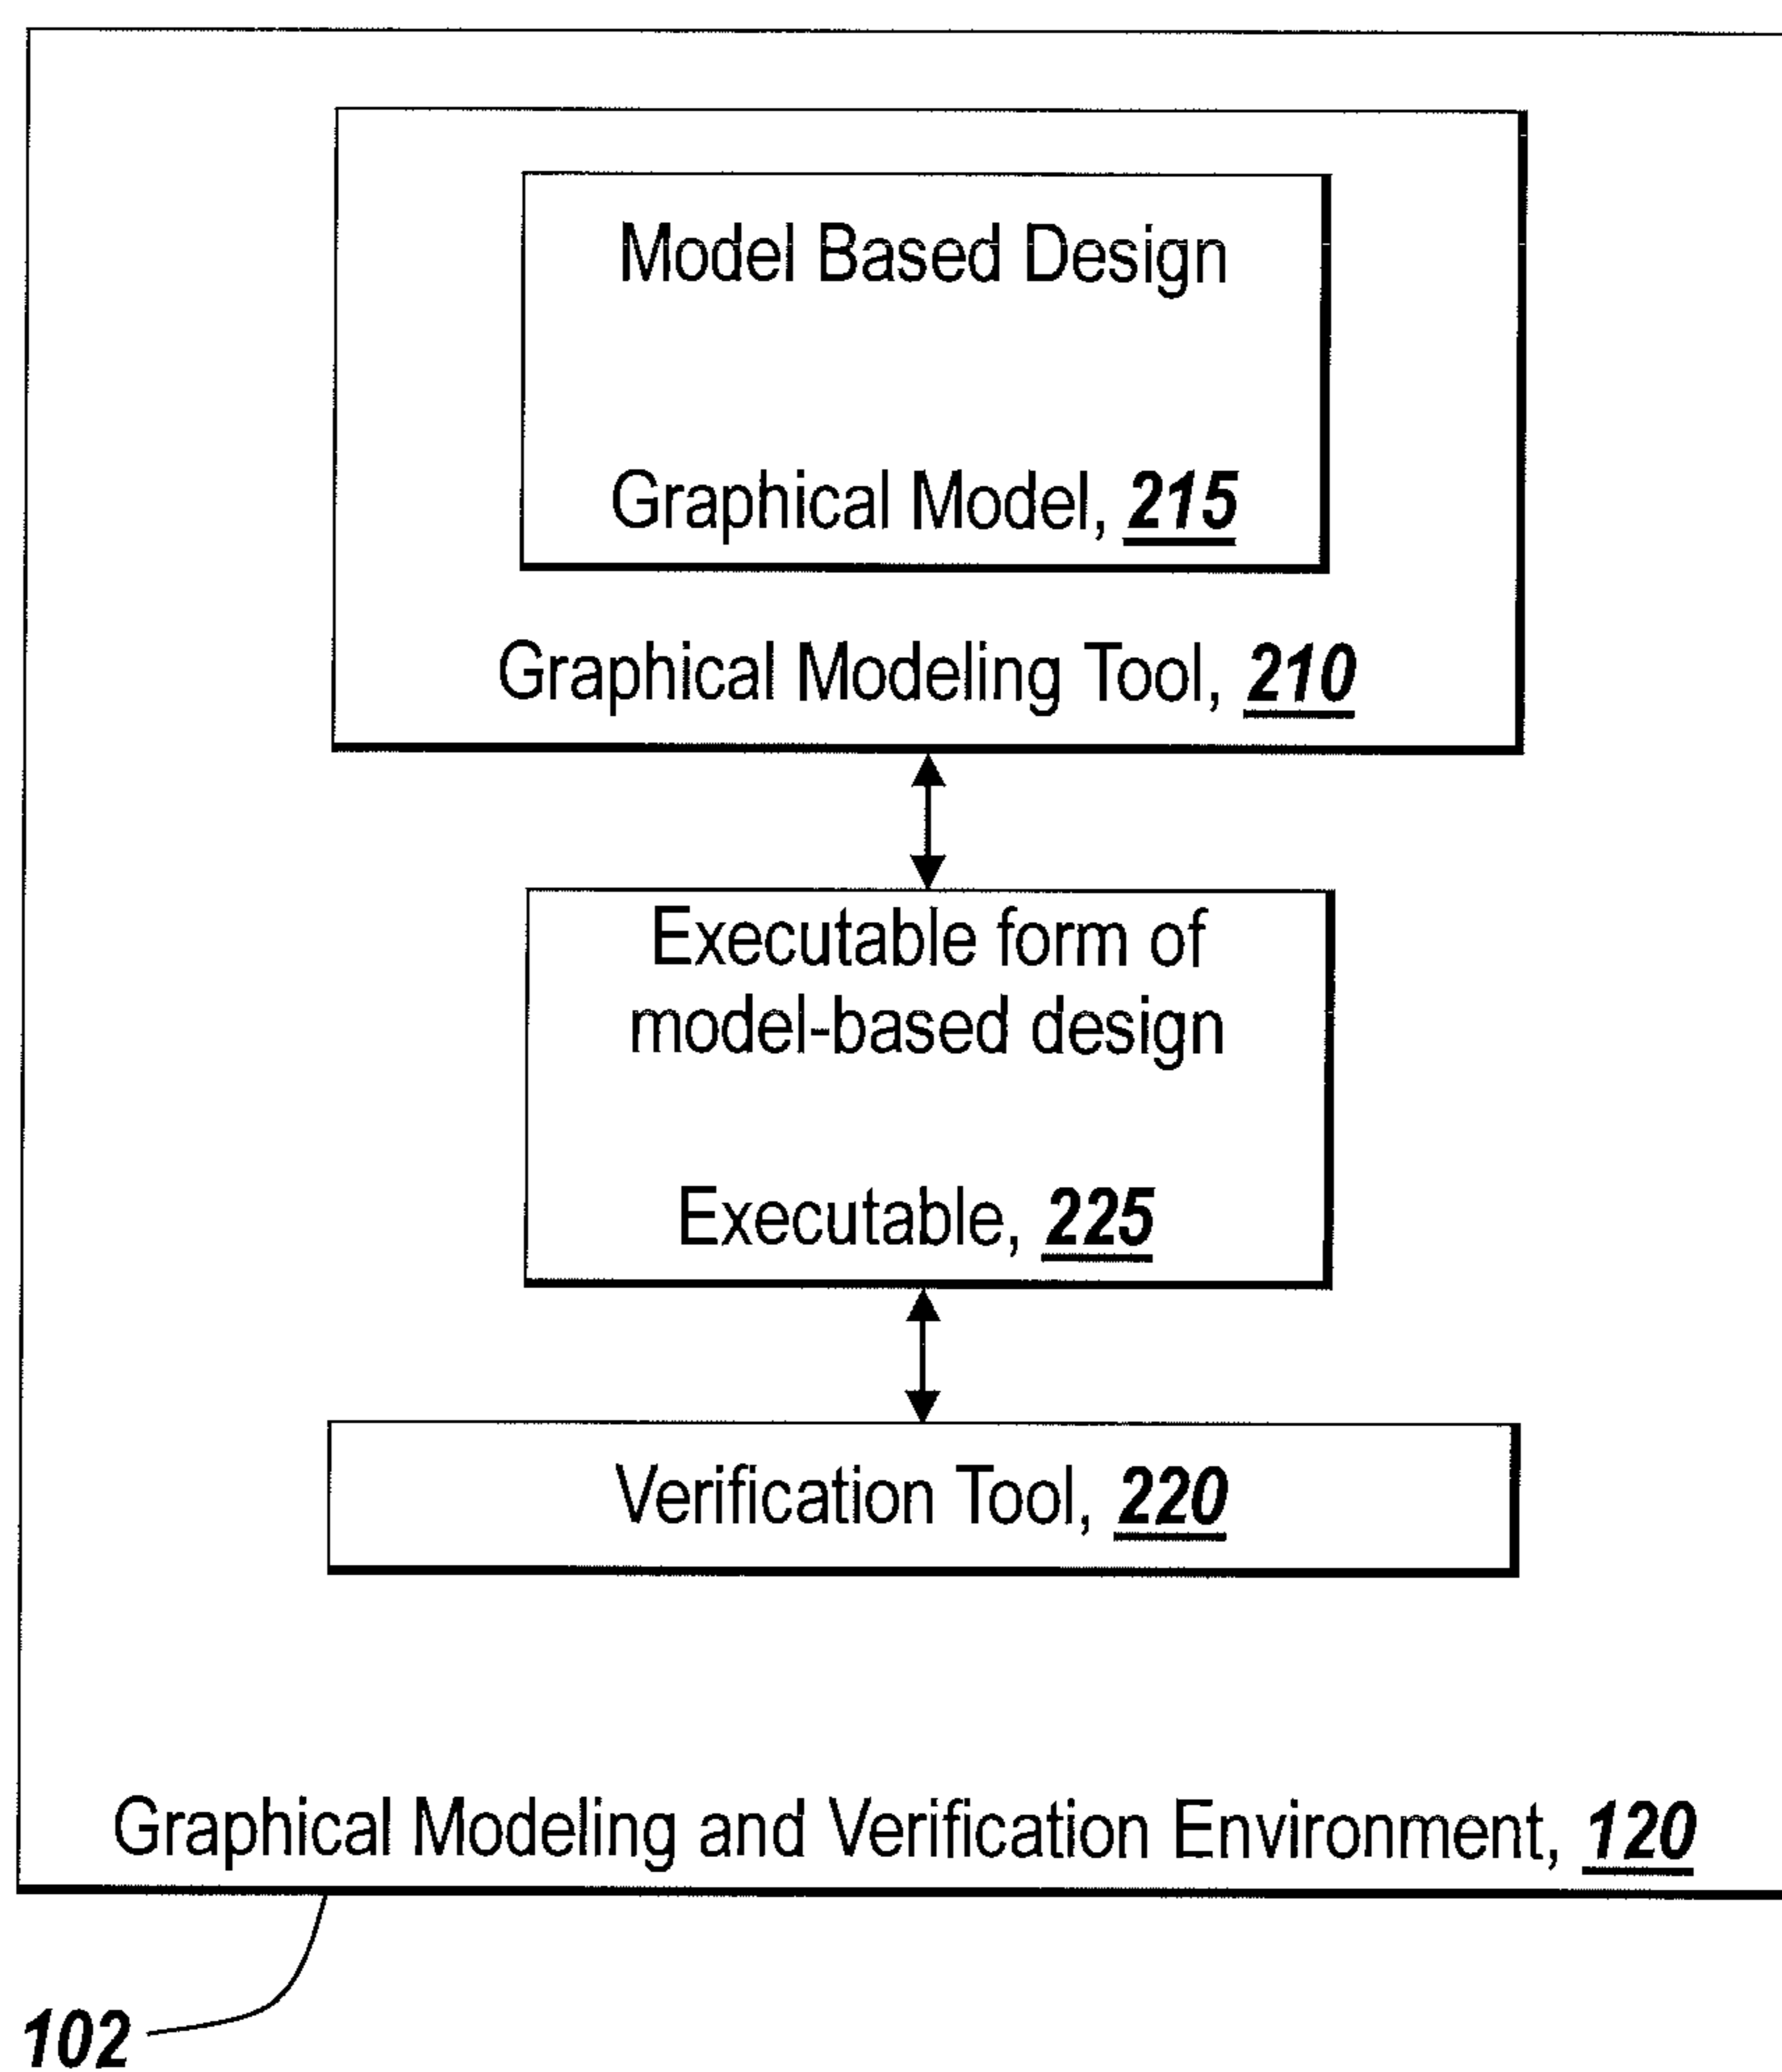 Model Based Design
Graphical Model, 215
Graphical Modeling Tool, 210
Executable form of
model-based design
Executable, 225
Verification Tool, 220
Graphical Modeling and Verification Environment, 120
102